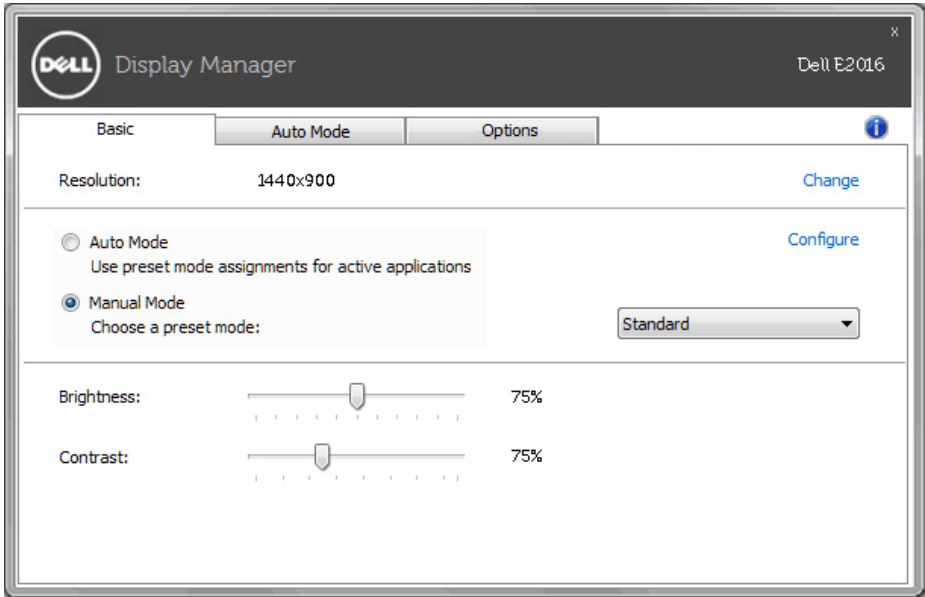 DELL Display Manager x
Dell E2016
Basic Auto Mode Options i
Resolution: 1440x900 Change
Auto Mode Configure
Use preset mode assignments for active applications
Manual Mode
Choose a preset mode: Standard
Brightness: 75%
Contrast: 75%